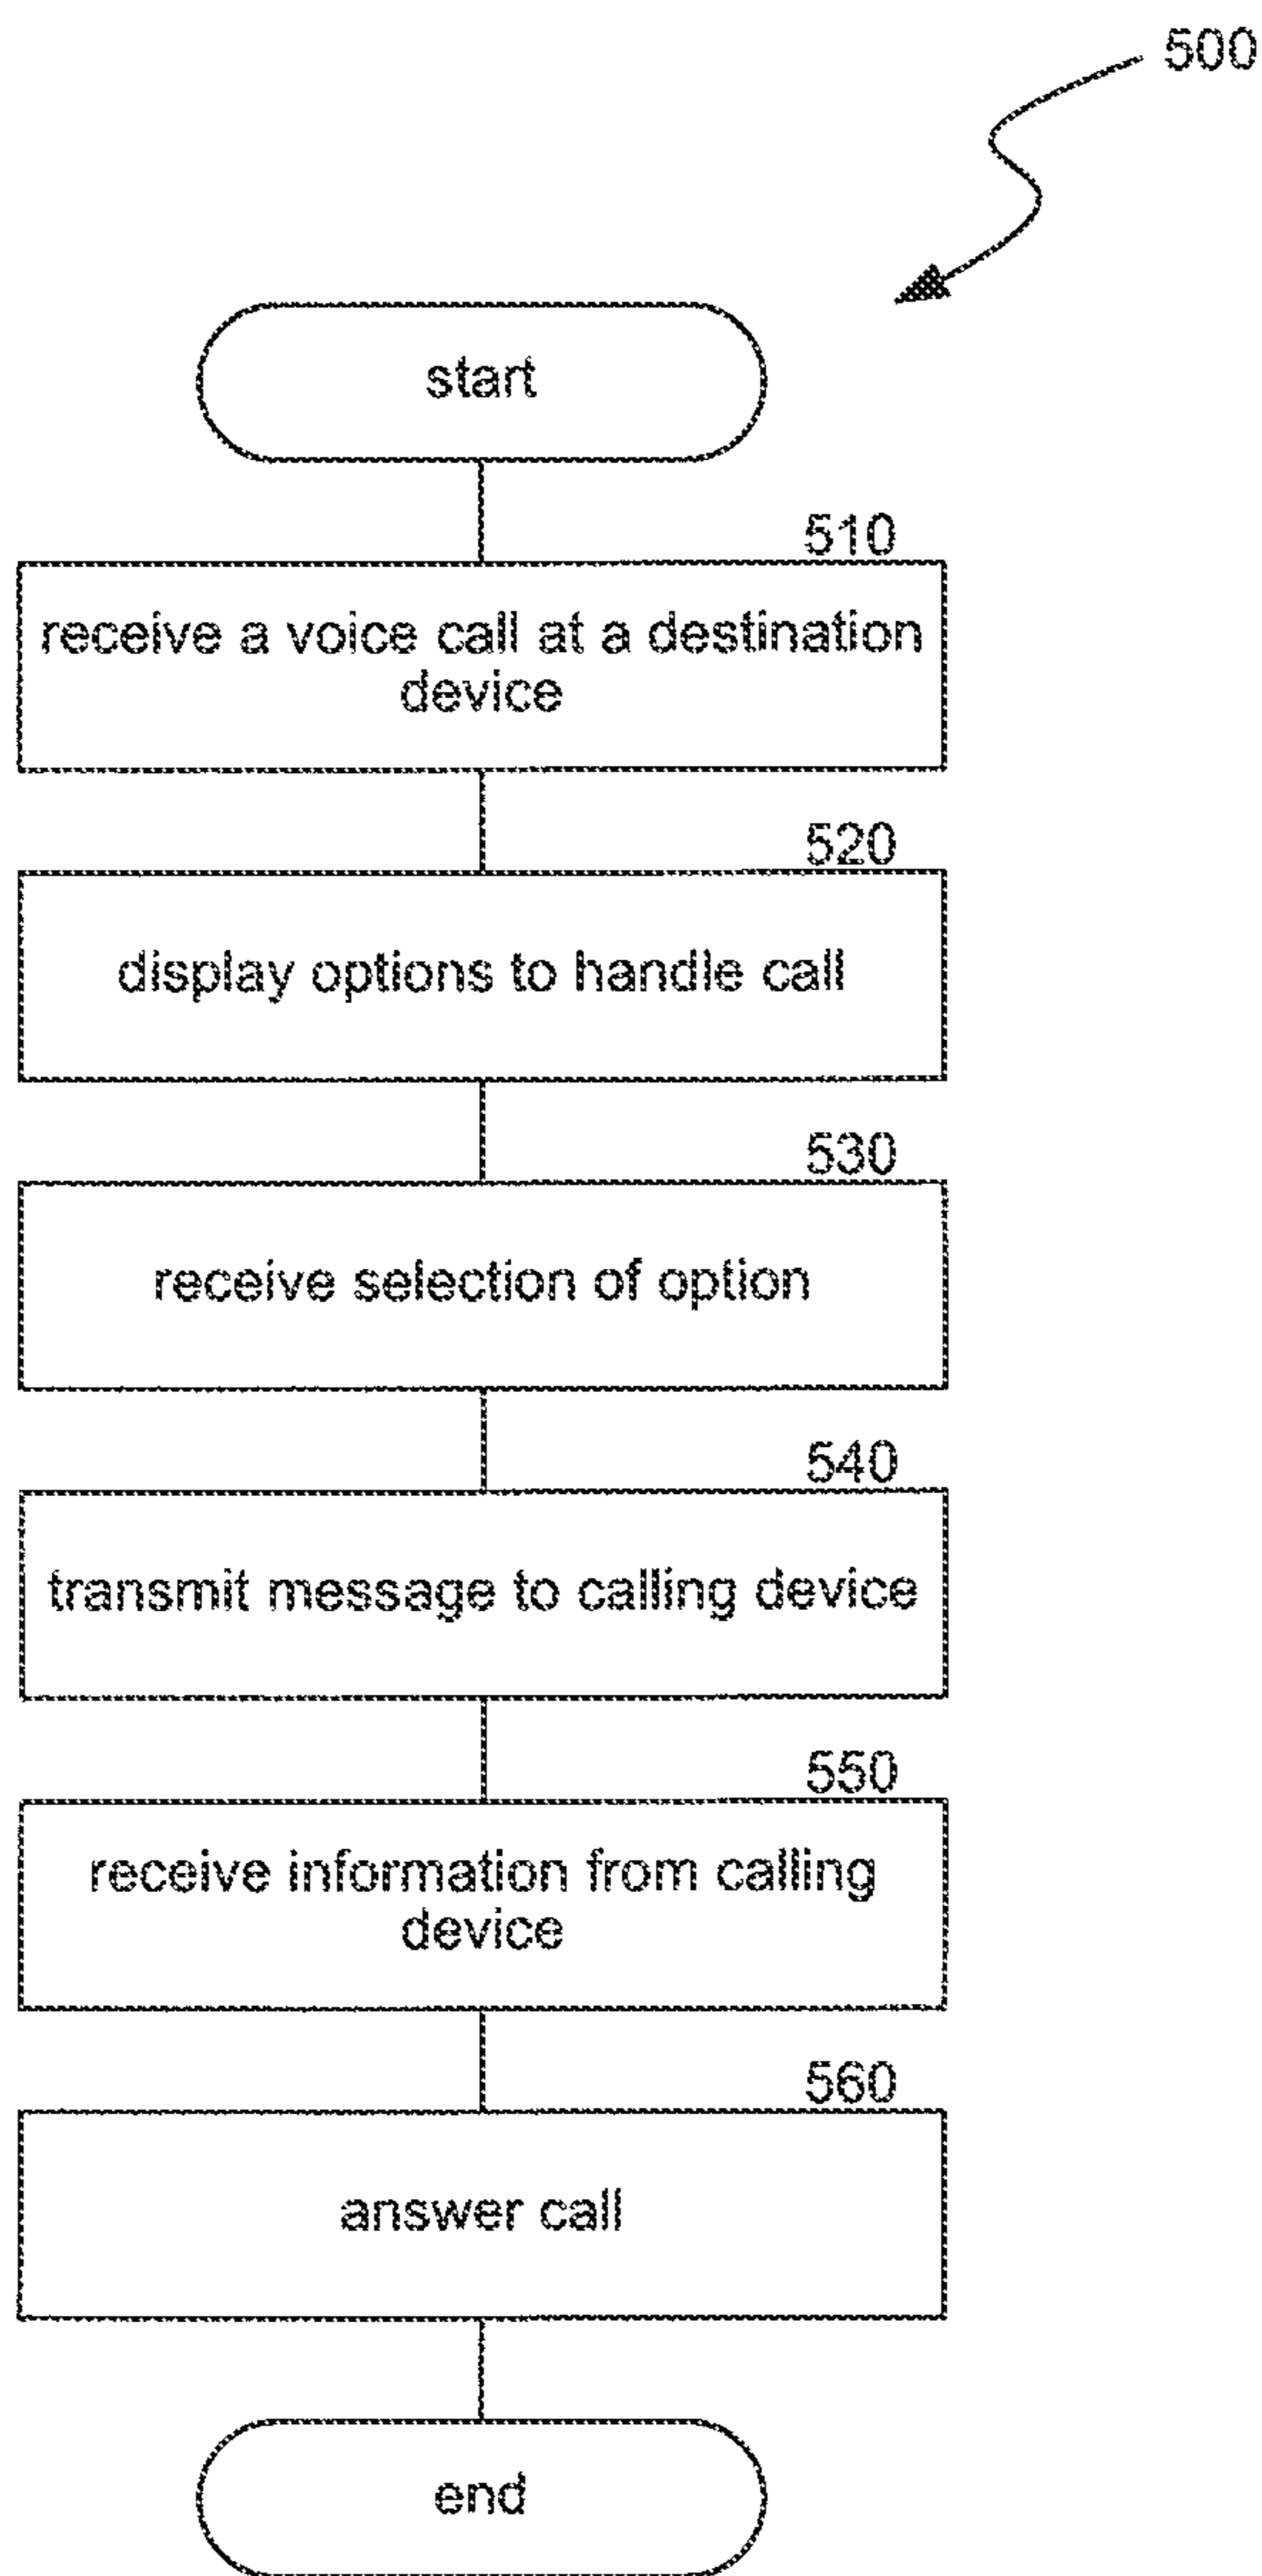 500
start
510
receive a voice call at a destination
device
520
display options to handle call
530
receive selection of option
540
transmit message to calling device
550
receive information from calling
device
560
answer call
end